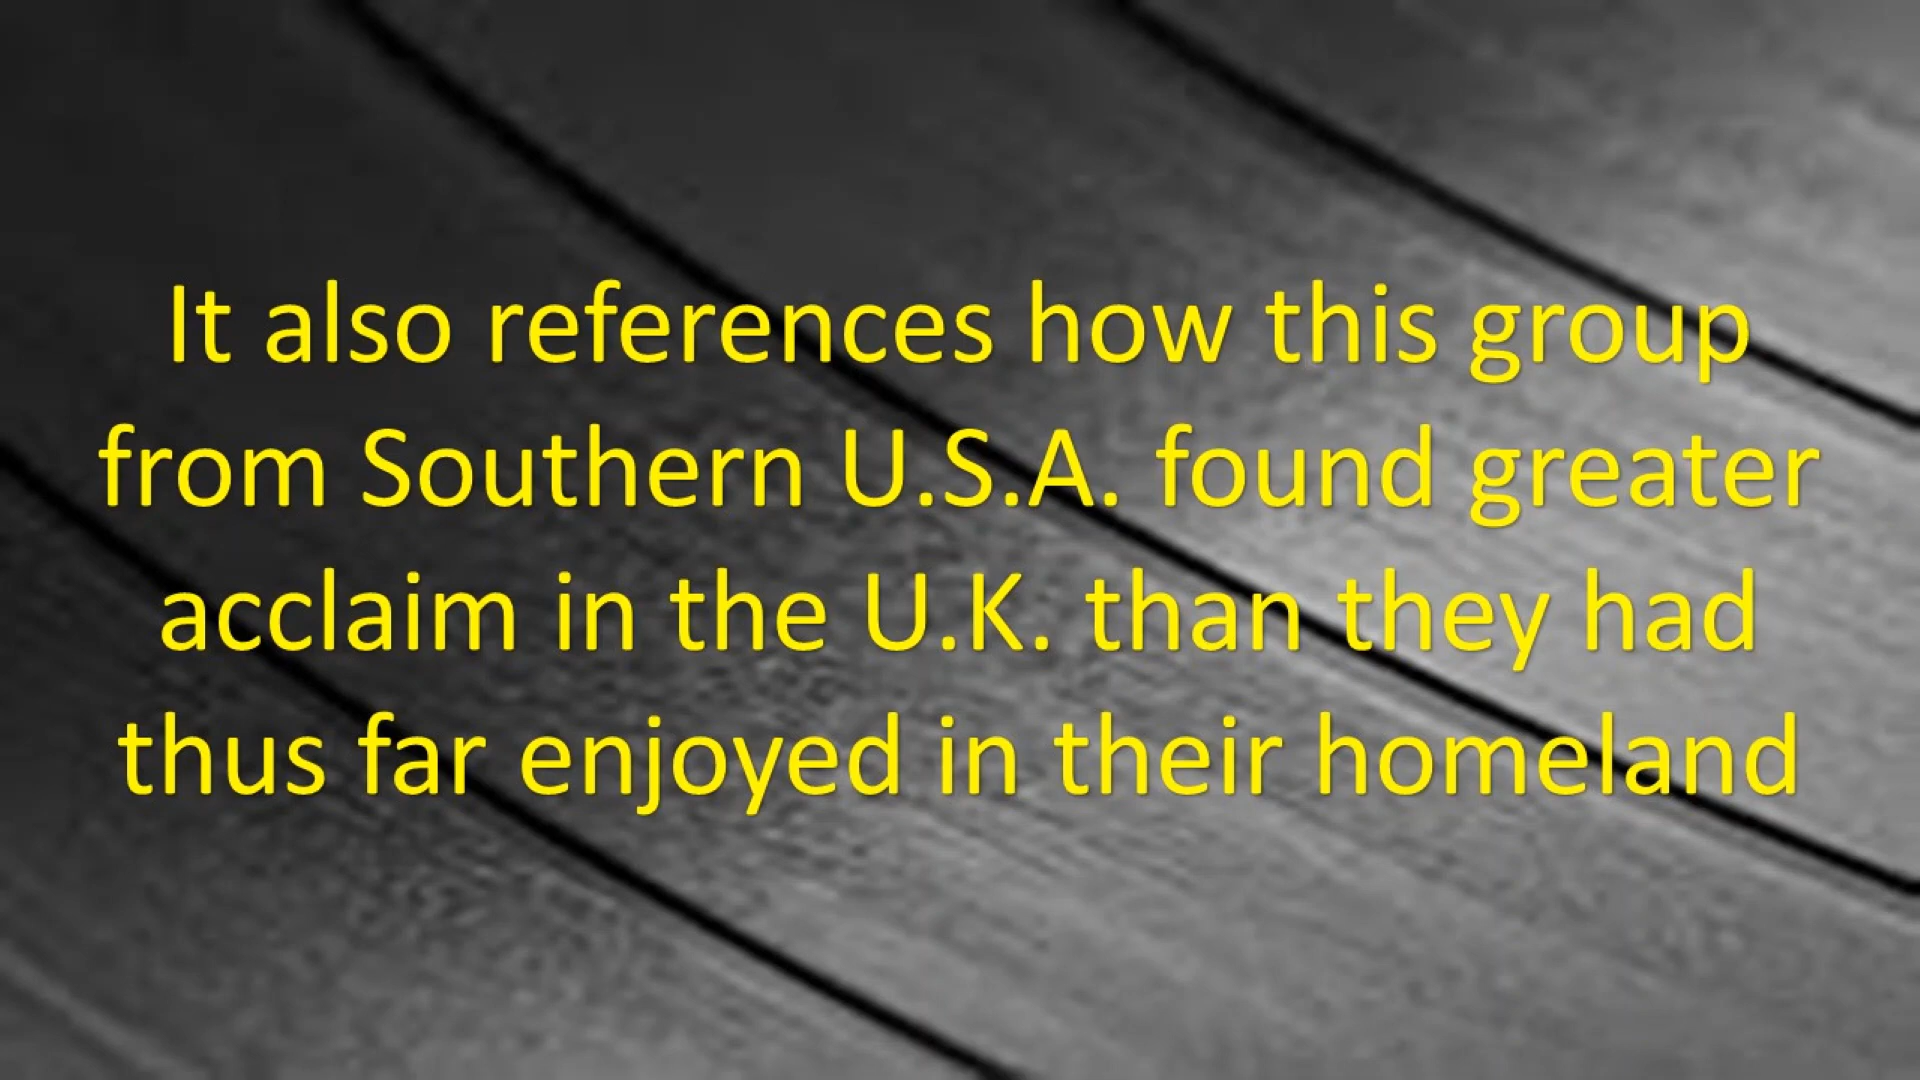 It also references how this group
from Southern U.S.A. found greater
acclaim in the U.K. than they had
thus far enjoyed in their homeland